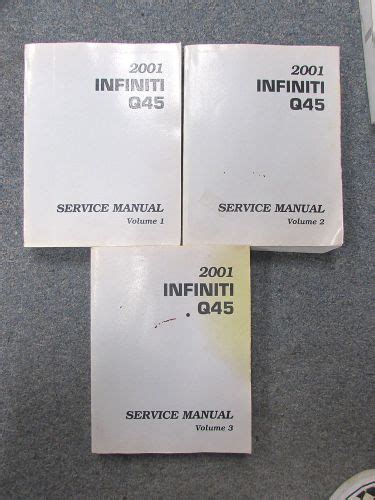 2001
INFINITI
Q45
SERVICE MANUAL
Volume 1
2001
INFINITI
Q45
SERVICE MANUAL
Volume 2
2001
INFINITI
Q45
SERVICE MANUAL
Volume 3